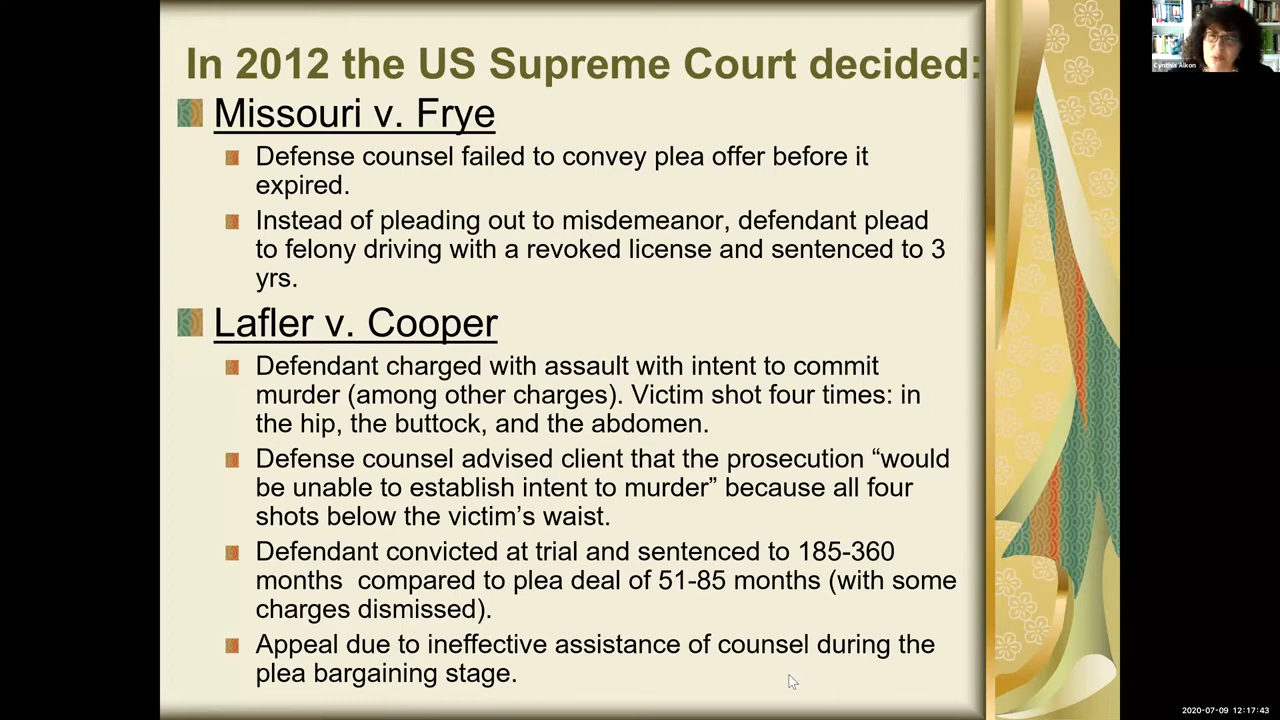 In 2012 the US Supreme Court decided:
Missouri v. Frye
Defense counsel failed to convey plea offer before it
expired.
Instead of pleading out to misdemeanor, defendant plead
to felony driving with a revoked license and sentenced to 3
yrs.
Lafler v. Cooper
Defendant charged with assault with intent to commit
murder (among other charges). Victim shot four times: in
the hip, the buttock, and the abdomen.
Defense counsel advised client that the prosecution “would
be unable to establish intent to murder” because all four
shots below the victim’s waist.
Defendant convicted at trial and sentenced to 185-360
months compared to plea deal of 51-85 months (with some
charges dismissed).
Appeal due to ineffective assistance of counsel during the
plea bargaining stage.
Cynthia Alkon
2020-07-09 12:17:43